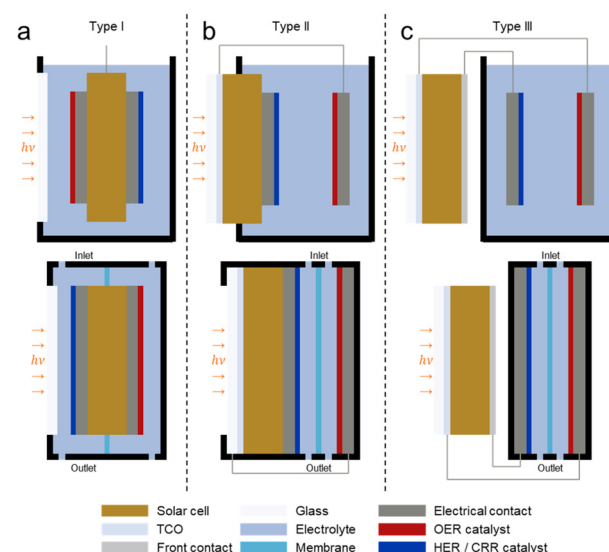 a
Type I
b
Type II
c
Type III
hν
hν
hν
Inlet
Inlet
Inlet
hν
hν
hν
Outlet
Outlet
Outlet
Solar cell
Glass
Electrical contact
TCO
Electrolyte
OER catalyst
Front contact
Membrane
HER / CRR catalyst